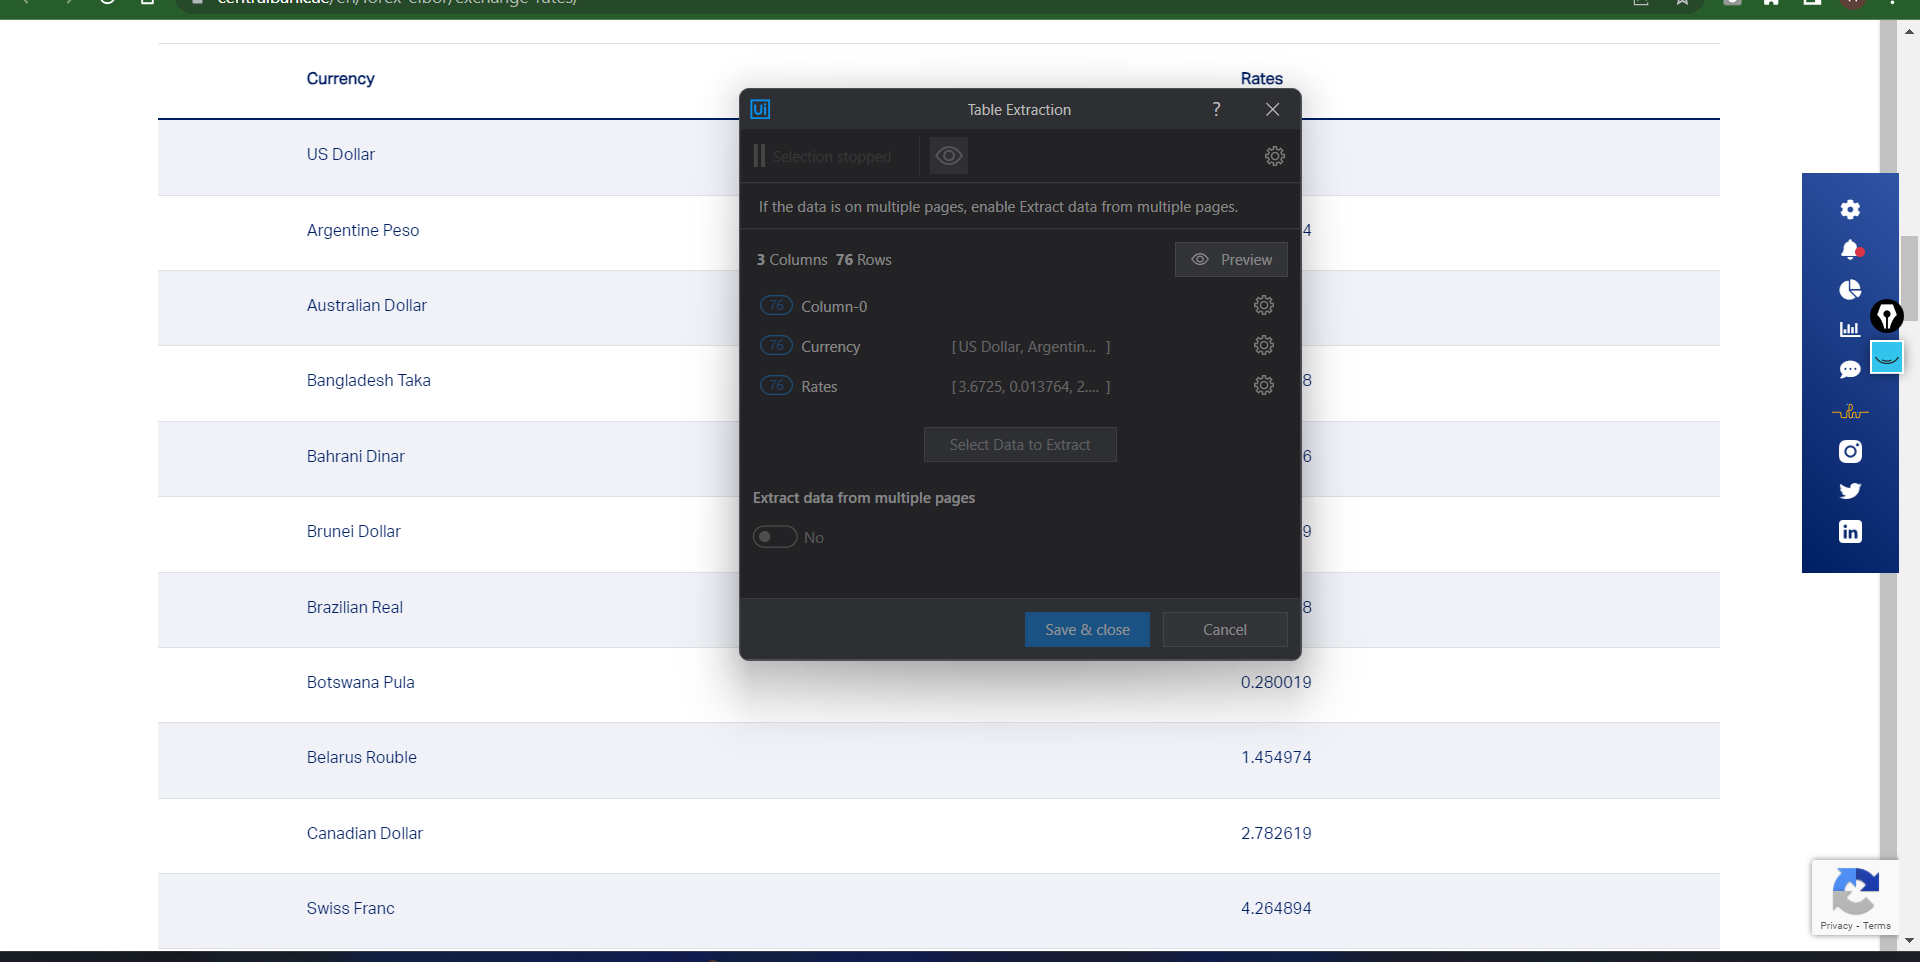 centralbank.ae/en/forex-eibor/exchange-rates/
Currency Rates
Ui Table Extraction ?
Selection stopped
If the data is on multiple pages, enable Extract data from multiple pages.
3 Columns 76 Rows Preview
76 Column-0
76 Currency [ US Dollar, Argentin... ]
76 Rates [ 3.6725, 0.013764, 2.... ]
Select Data to Extract
Extract data from multiple pages
No
Save & close Cancel
US Dollar
Argentine Peso 4
Australian Dollar
Bangladesh Taka 8
Bahrani Dinar 6
Brunei Dollar 9
Brazilian Real 8
Botswana Pula 0.280019
Belarus Rouble 1.454974
Canadian Dollar 2.782619
Swiss Franc 4.264894
in
Privacy - Terms